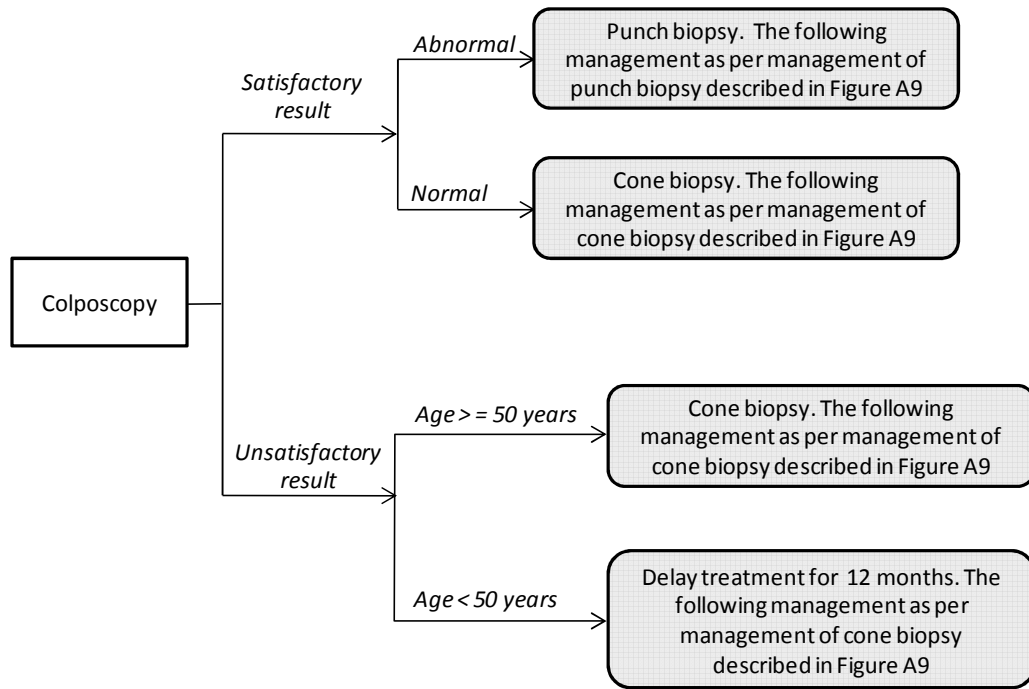 Abnormal
Punch biopsy.  The following
management as per management of
punch biopsy described in Figure A9
Satisfactory
result
Normal
Cone biopsy. The following
management as per management of
cone biopsy described in Figure A9
Colposcopy
Age > = 50 years
Cone biopsy. The following
management as per management of
cone biopsy described in Figure A9
Unsatisfactory
result
Age < 50 years
Delay treatment for 12 months. The
following management as per
management of cone biopsy
described in Figure A9